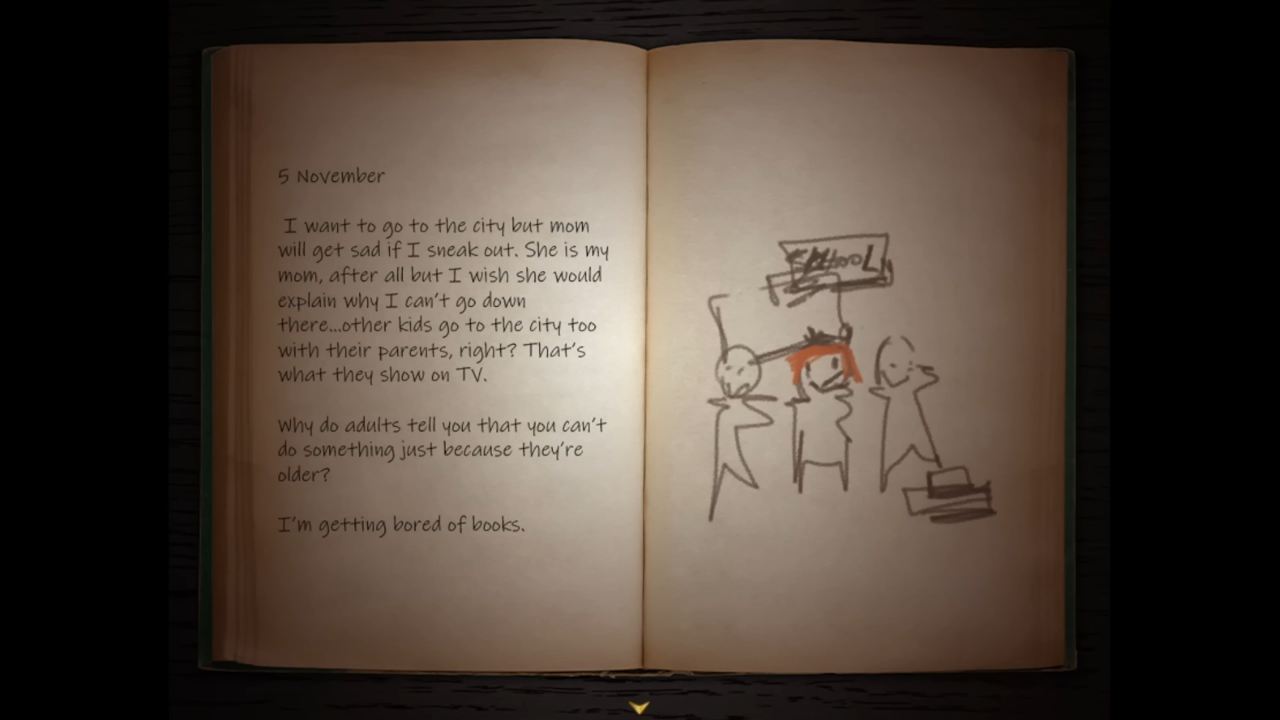 5 November
I want to go to the city but mom
will get sad if I sneak out. She is my
mom, after all but I wish she would
explain why I can't go down
there...other kids go to the city too
with their parents, right? That's
what they show on TV.
Why do adults tell you that you can't
do something just because they're
older?
I'm getting bored of books.